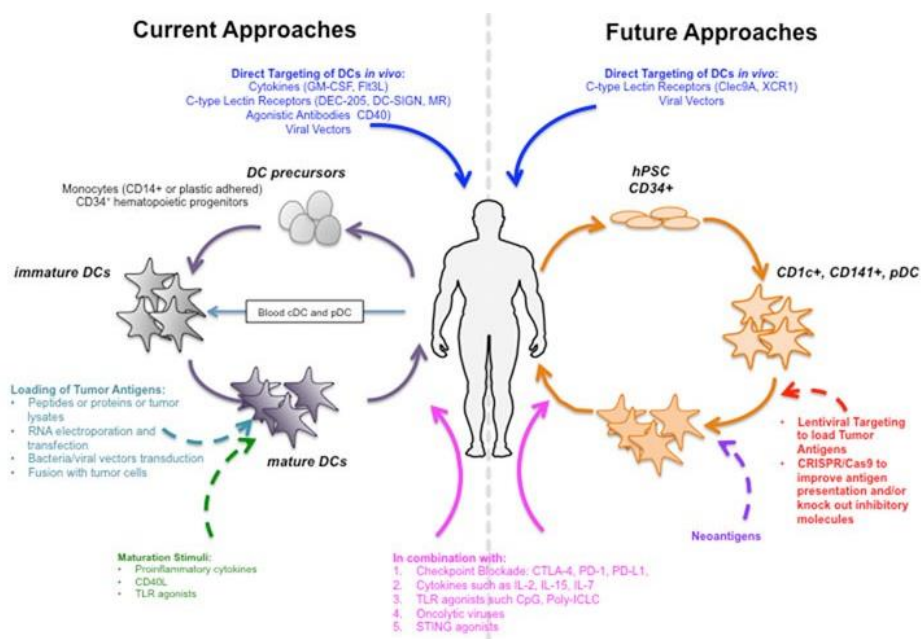 Current Approaches
Future Approaches
Direct Targeting of DCs in vivo:
Cytokines (GM-CSF, Flt3L)
C-type Lectin Receptors (DEC-205, DC-SIGN, MR)
Agonistic Antibodies CD40)
Viral Vectors
Direct Targeting of DCs in vivo:
C-type Lectin Receptors (Clec9A, XCR1)
Viral Vectors
DC precursors
Monocytes (CD14+ or plastic adhered)
CD34⁺ hematopoietic progenitors
hPSC
CD34+
immature DCs
CD1c+, CD141+, pDC
Blood cDC and pDC
Loading of Tumor Antigens:
• Peptides or proteins or tumor
lysates
• RNA electroporation and
transfection
• Bacteria/viral vectors transduction
• Fusion with tumor cells
mature DCs
• Lentiviral Targeting
to load Tumor
Antigens
• CRISPR/Cas9 to
improve antigen
presentation and/or
knock out inhibitory
molecules
Neoantigens
Maturation Stimuli:
• Proinflammatory cytokines
• CD40L
• TLR agonists
In combination with:
1. Checkpoint Blockade: CTLA-4, PD-1, PD-L1,
2. Cytokines such as IL-2, IL-15, IL-7
3. TLR agonists such CpG, Poly-ICLC
4. Oncolytic viruses
5. STING agonists